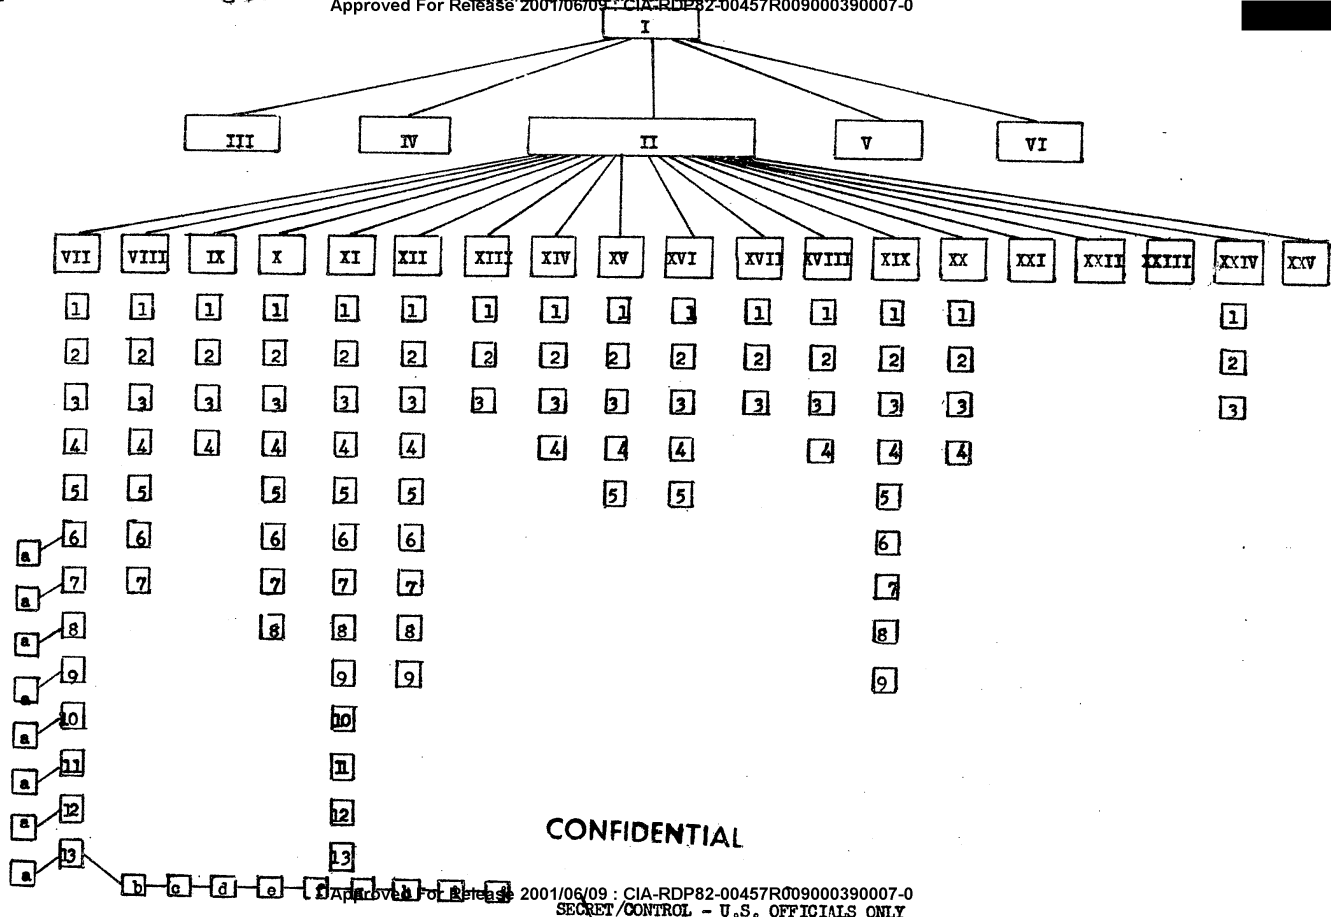 Approved For Release 2001/06/09 : CIA-RDP82-00457R009000390007-0
I
III IV II V VI
VII VIII IX X XI XII XIII XIV XV XVI XVII XVIII XIX XX XXI XXII XXIII XXIV XXV
1 1 1 1 1 1 1 1 1 1 1 1 1 1 1
2 2 2 2 2 2 2 2 2 2 2 2 2 2 2
3 3 3 3 3 3 3 3 3 3 3 3 3 3 3
4 4 4 4 4 4 4 4 4 4 4 4
5 5 5 5 5 5 5 5
a 6 6 6 6 6 6
a 7 7 7 7 7 7
a 8 8 8 8 8
a 9 9 9 9
a 10 10
a 11 11
a 12 12
CONFIDENTIAL
a 13 13
b c d e
Approved For Release 2001/06/09 : CIA-RDP82-00457R009000390007-0
SECRET/CONTROL - U.S. OFFICIALS ONLY